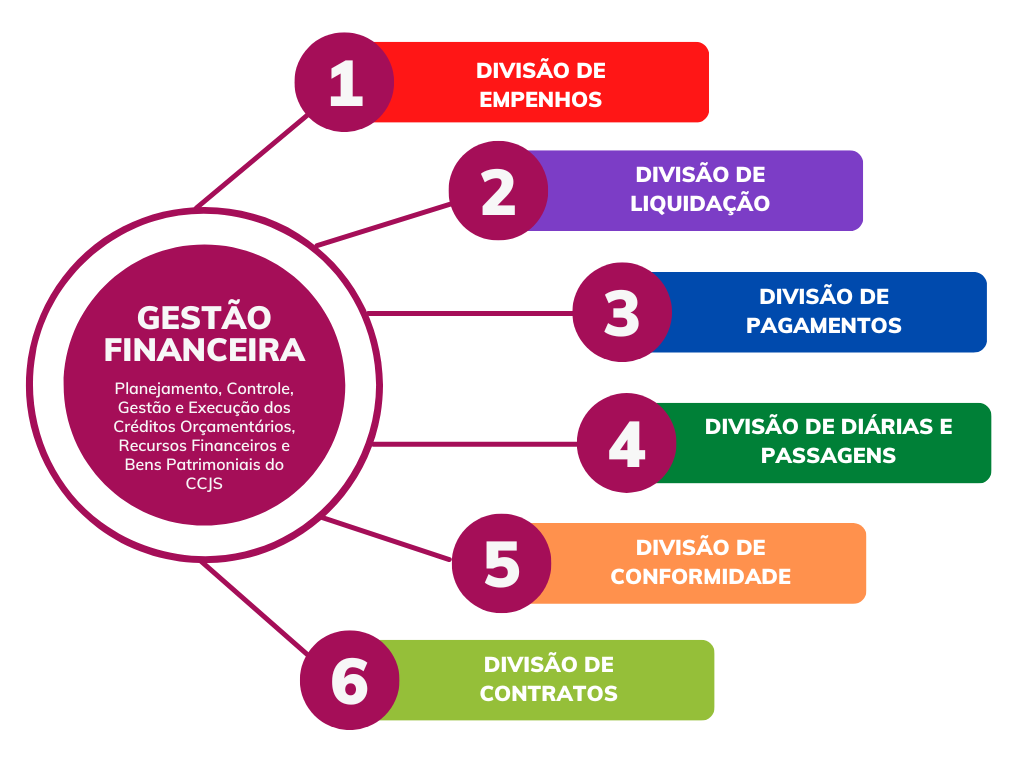 GESTÃO
FINANCEIRA
Planejamento, Controle,
Gestão e Execução dos
Créditos Orçamentários,
Recursos Financeiros e
Bens Patrimoniais do
CCJS
1
DIVISÃO DE
EMPENHOS
2
DIVISÃO DE
LIQUIDAÇÃO
3
DIVISÃO DE
PAGAMENTOS
4
DIVISÃO DE DIÁRIAS E
PASSAGENS
5
DIVISÃO DE
CONFORMIDADE
6
DIVISÃO DE
CONTRATOS